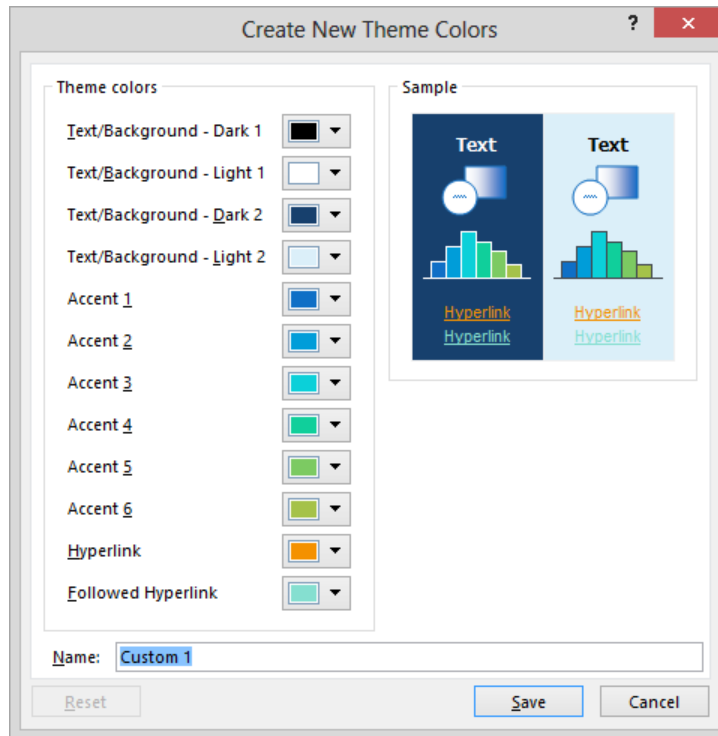 Create New Theme Colors
?
Theme colors
Text/Background - Dark 1
Text/Background - Light 1
Text/Background - Dark 2
Text/Background - Light 2
Accent 1
Accent 2
Accent 3
Accent 4
Accent 5
Accent 6
Hyperlink
Followed Hyperlink
Sample
Text Text
Hyperlink Hyperlink
Hyperlink Hyperlink
Name: Custom 1
Reset Save Cancel